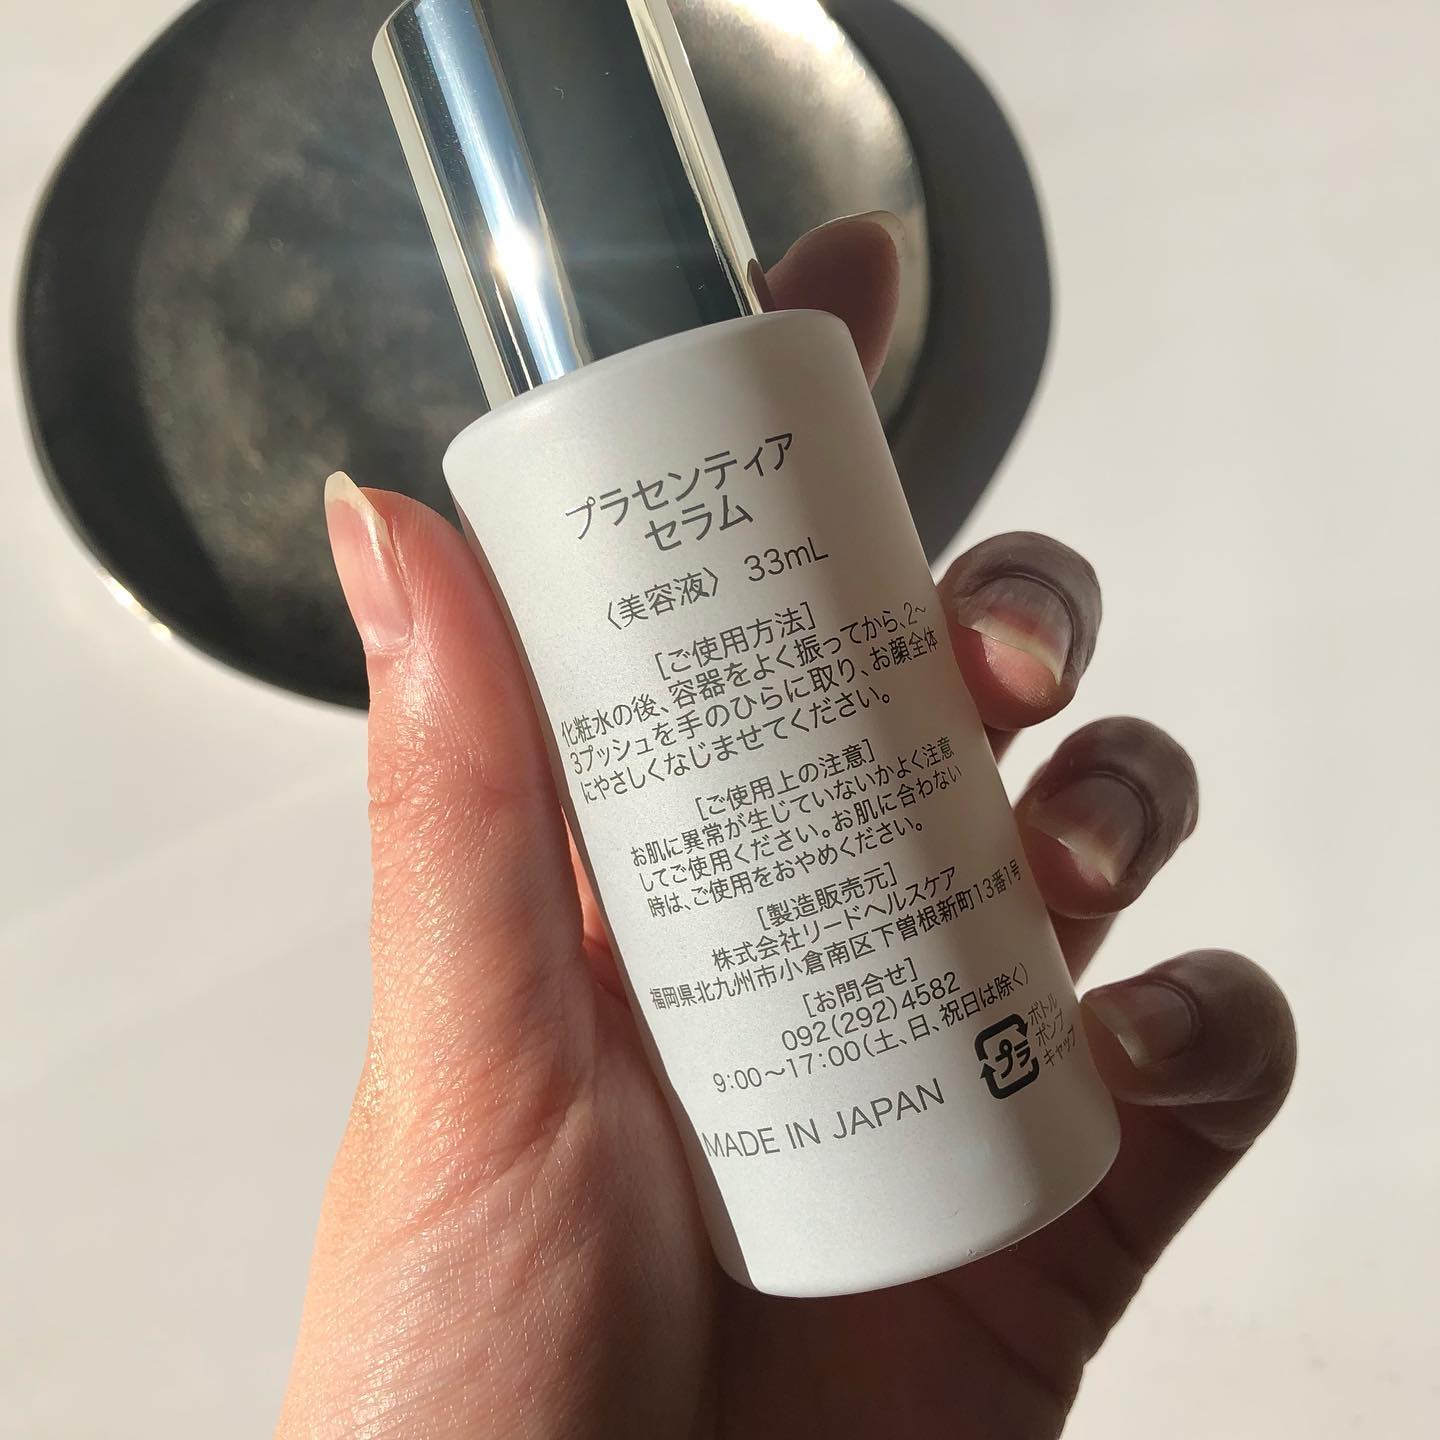 プラセンティア
セラム
〈美容液〉 33mL
[ご使用方法]
化粧水の後、容器をよく振ってから、2~
3プッシュを手のひらに取り、お顔全体
にやさしくなじませてください。
[ご使用上の注意]
お肌に異常が生じていないかよく注意
してご使用ください。お肌に合わない
時は、ご使用をおやめください。
[製造販売元]
株式会社リードヘルスケア
福岡県北九州市小倉南区下曽根新町13番1号
[お問合せ]
092(292)4582
9:00～17:00(土、日、祝日は除く)
プラ
ボトル
ポンプ
キャップ
MADE IN JAPAN